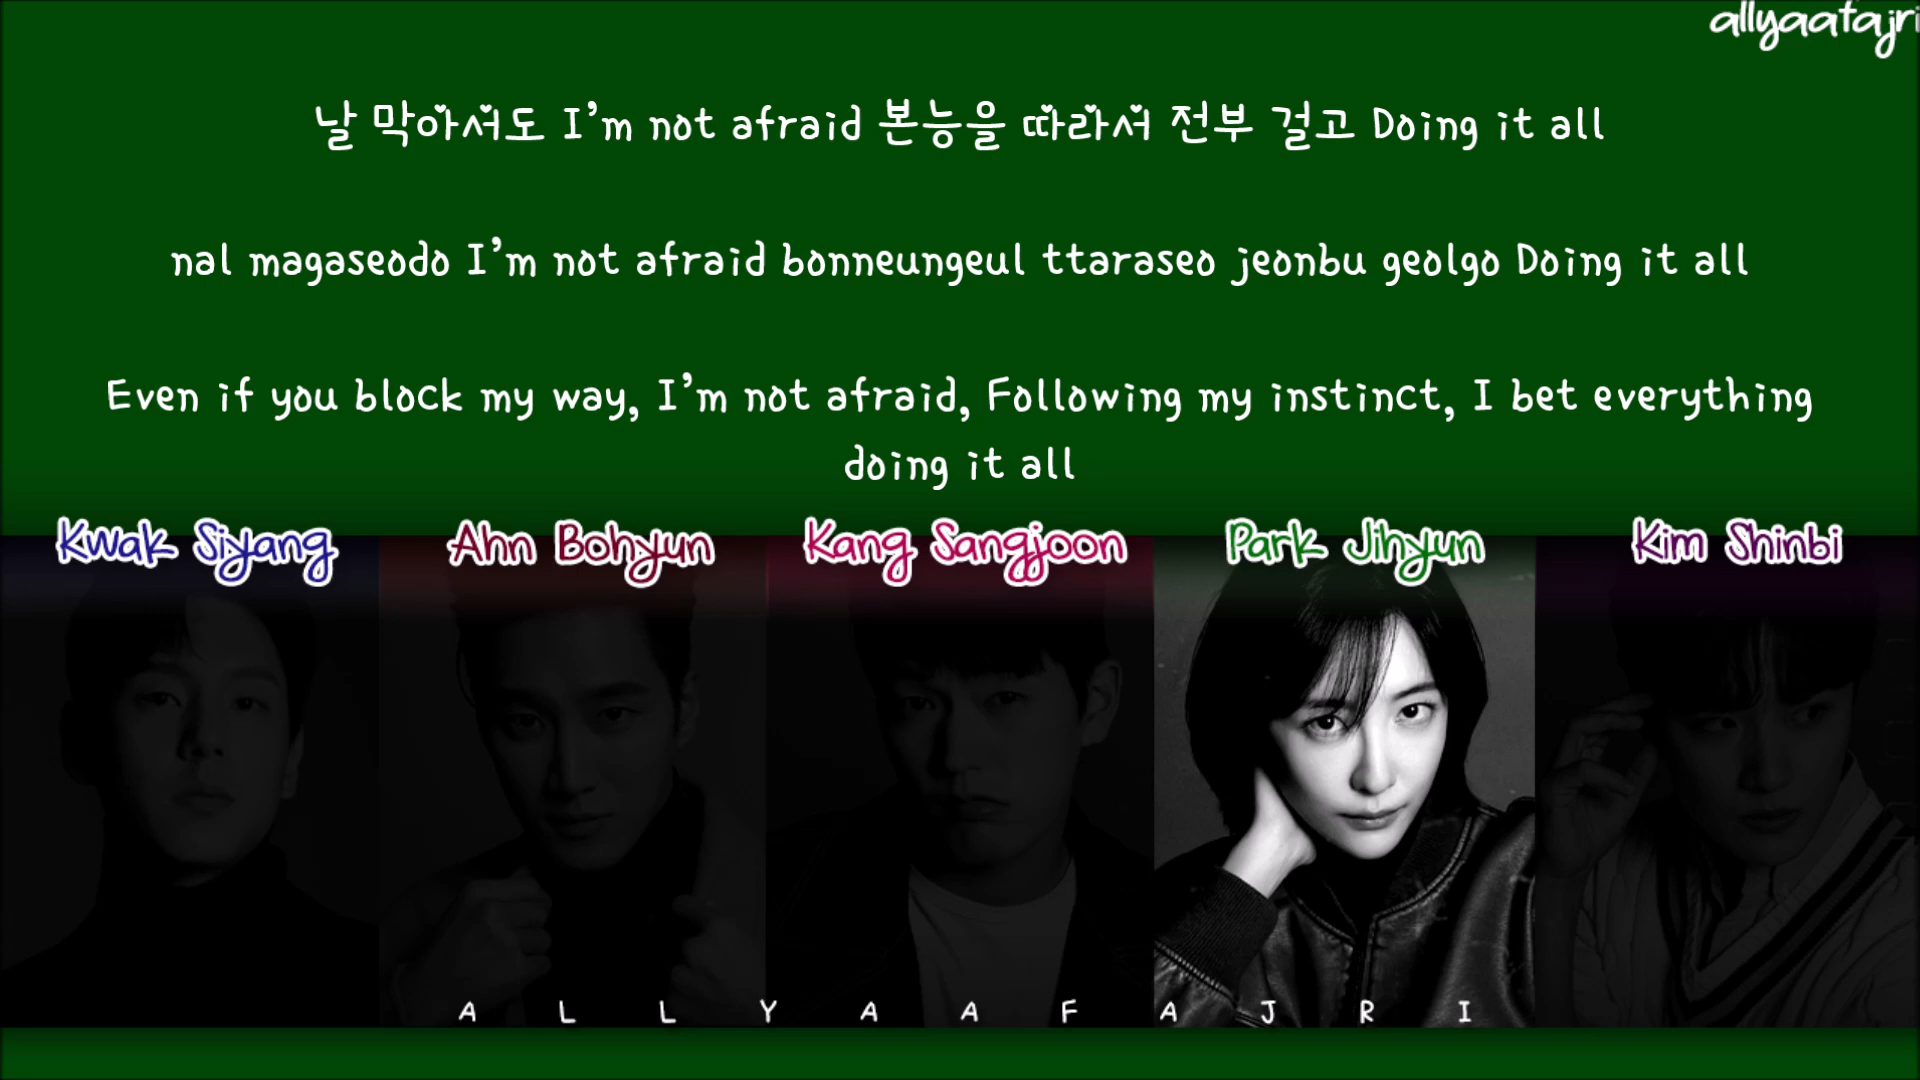 allyaafajri
날 막아서도 I'm not afraid 본능을 따라서 전부 걸고 Doing it all
nal magaseodo I'm not afraid bonneungeul ttaraseo jeonbu geolgo Doing it all
Even if you block my way, I'm not afraid, Following my instinct, I bet everything
doing it all
Kwak Siyang Ahn Bohyun Kang Sangjoon Park Jihyun Kim Shinbi
A L L Y A A F A J R I